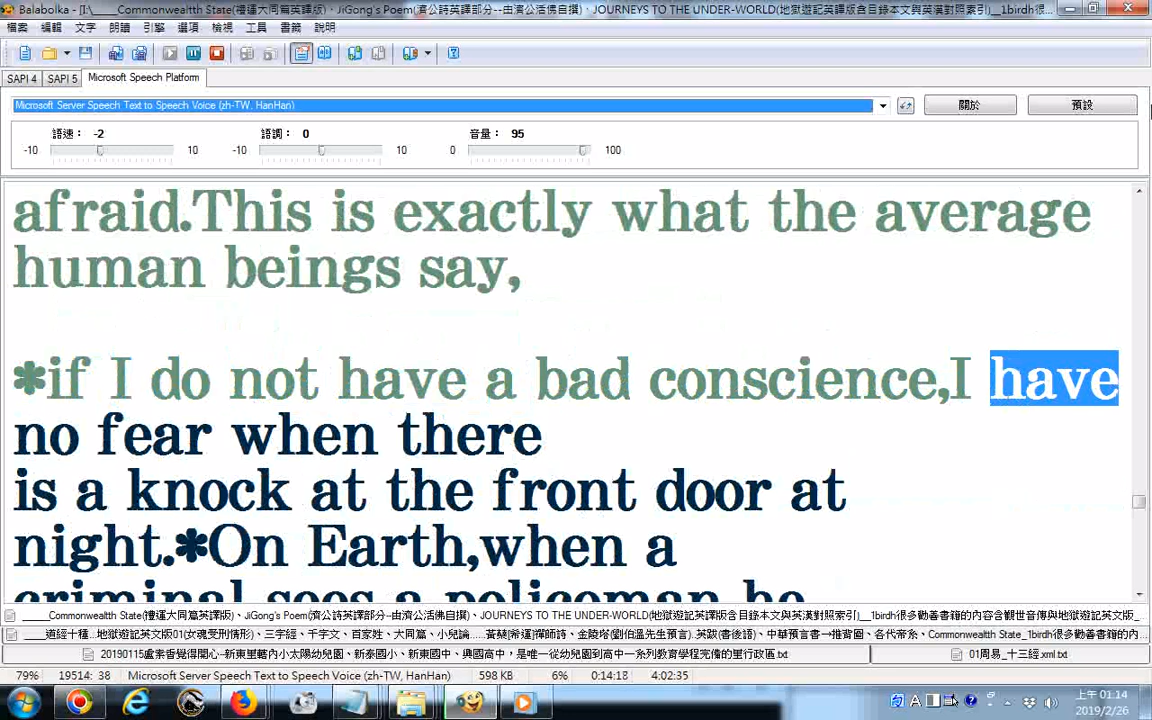 Balabolka - [I:\_____Commonwealtth State(禮運大同篇英譯版)、JiGong's Poem(濟公詩英譯部分--由濟公活佛自撰)、JOURNEYS TO THE UNDER-WORLD(地獄遊記英譯版含目錄本文與英漢對照索引)__1birdh很...
檔案 編輯 文字 朗讀 引擎 選項 檢視 工具 書籤 說明
SAPI 4 SAPI 5 Microsoft Speech Platform
Microsoft Server Speech Text to Speech Voice (zh-TW, HanHan) 關於 預設
語速： -2 語調： 0 音量： 95
-10 10 -10 10 0 100
afraid.This is exactly what the average
human beings say,
*if I do not have a bad conscience,I have
no fear when there
is a knock at the front door at
night.*On Earth,when a
criminal sees a policeman he
_____Commonwealtth State(禮運大同篇英譯版)、JiGong's Poem(濟公詩英譯部分--由濟公活佛自撰)、JOURNEYS TO THE UNDER-WORLD(地獄遊記英譯版含目錄本文與英漢對照索引)__1birdh很多勸善書籍的內容含觀世音傳與地獄遊記英文版_
_____道經十種...地獄遊記英文版01(女魂受刑情形)、三字經、千字文、百家姓、大同篇、小兒論......黃蘗[希運]禪師詩、金陵塔(劉伯溫先生預言).英跋(書後語)、中華預言書一推背圖、各代帝系、Commonwealth State_1birdh很多勸善書籍的內...
20190115盧素香覺得開心--新東里轄內小太陽幼兒園、新泰國小、新東國中、興國高中，是唯一從幼兒園到高中一系列教育學程完備的里行政區.txt 01周易_十三經.xml.txt
79% 19514: 38 Microsoft Server Speech Text to Speech Voice (zh-TW, HanHan) 598 KB 6% 0:14:18 4:02:35
上午 01:14
2019/2/26